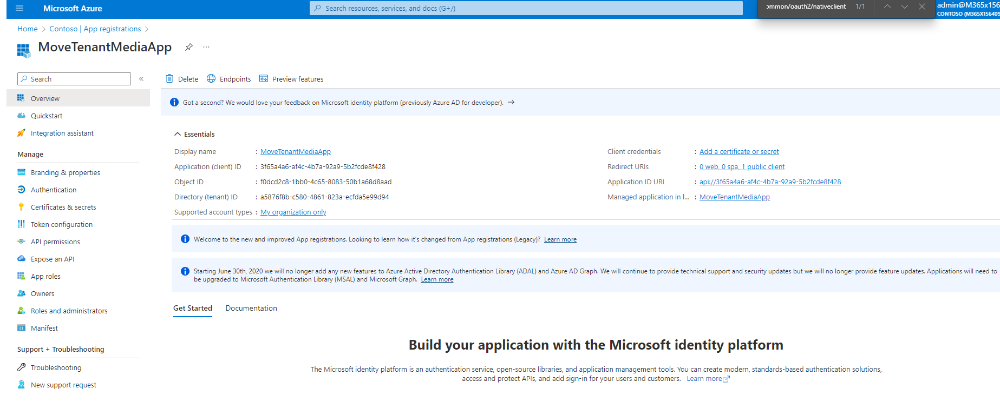 Microsoft Azure
Search resources, services, and docs (G+/)
ommon/oauth2/nativeclient 1/1
admin@M365x156
CONTOSO (M365X156409
Home > Contoso | App registrations >
MoveTenantMediaApp
Search
Overview
Quickstart
Integration assistant
Manage
Branding & properties
Authentication
Certificates & secrets
Token configuration
API permissions
Expose an API
App roles
Owners
Roles and administrators
Manifest
Support + Troubleshooting
Troubleshooting
New support request
Delete Endpoints Preview features
Got a second? We would love your feedback on Microsoft identity platform (previously Azure AD for developer). →
Essentials
Display name : MoveTenantMediaApp
Application (client) ID : 3f65a4a6-af4c-4b7a-92a9-5b2fcde8f428
Object ID : f0dcd2c8-1bb0-4c65-8083-50b1a68d8aad
Directory (tenant) ID : a5876f8b-c580-4861-823a-ecfda5e99d94
Supported account types : My organization only
Client credentials : Add a certificate or secret
Redirect URIs : 0 web, 0 spa, 1 public client
Application ID URI : api://3f65a4a6-af4c-4b7a-92a9-5b2fcde8f428
Managed application in l... : MoveTenantMediaApp
Welcome to the new and improved App registrations. Looking to learn how it's changed from App registrations (Legacy)? Learn more
Starting June 30th, 2020 we will no longer add any new features to Azure Active Directory Authentication Library (ADAL) and Azure AD Graph. We will continue to provide technical support and security updates but we will no longer provide feature updates. Applications will need to
be upgraded to Microsoft Authentication Library (MSAL) and Microsoft Graph. Learn more
Get Started Documentation
Build your application with the Microsoft identity platform
The Microsoft identity platform is an authentication service, open-source libraries, and application management tools. You can create modern, standards-based authentication solutions,
access and protect APIs, and add sign-in for your users and customers. Learn more